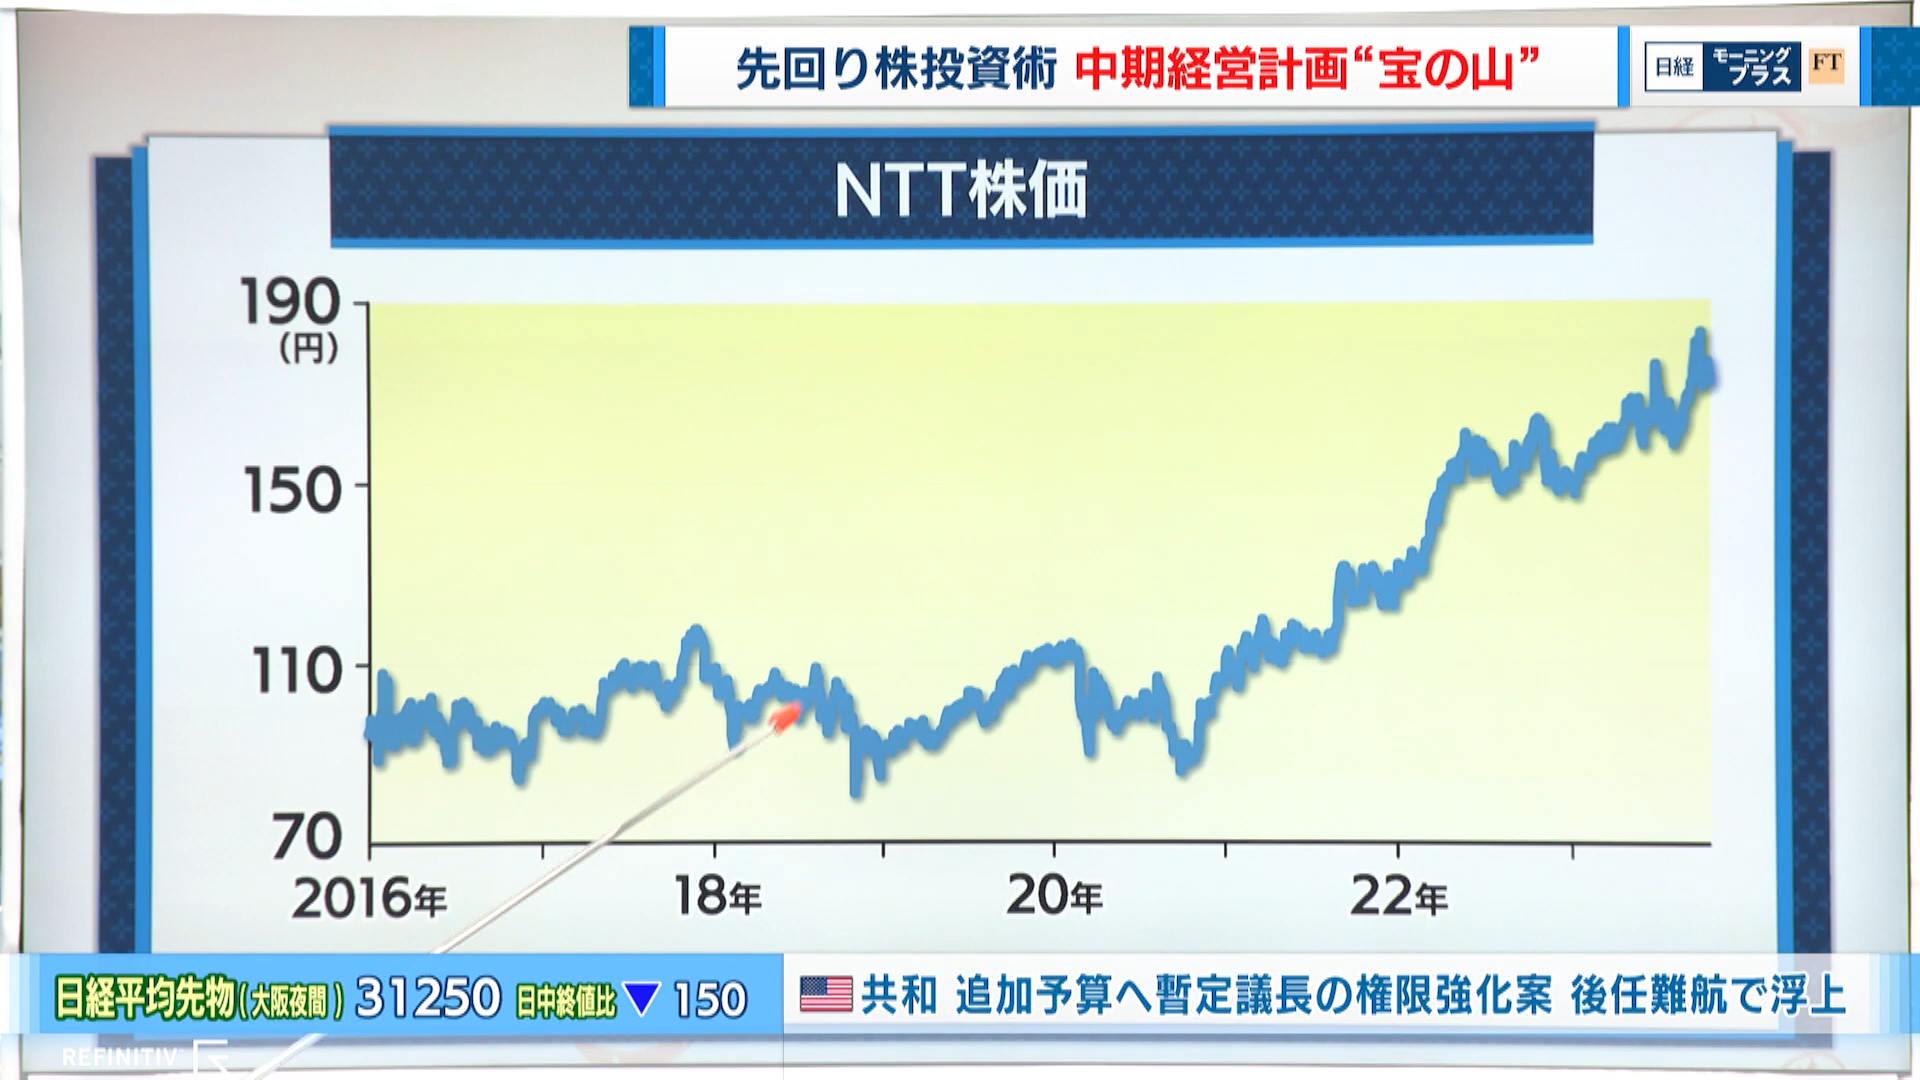 先回り株投資術 中期経営計画“宝の山”
日経
モーニング
プラス
FT
NTT株価
190
(円)
150
110
70
2016年 18年 20年 22年
日経平均先物(大阪夜間) 31250 日中終値比▼150
共和 追加予算へ暫定議長の権限強化案 後任難航で浮上
REFINITIV